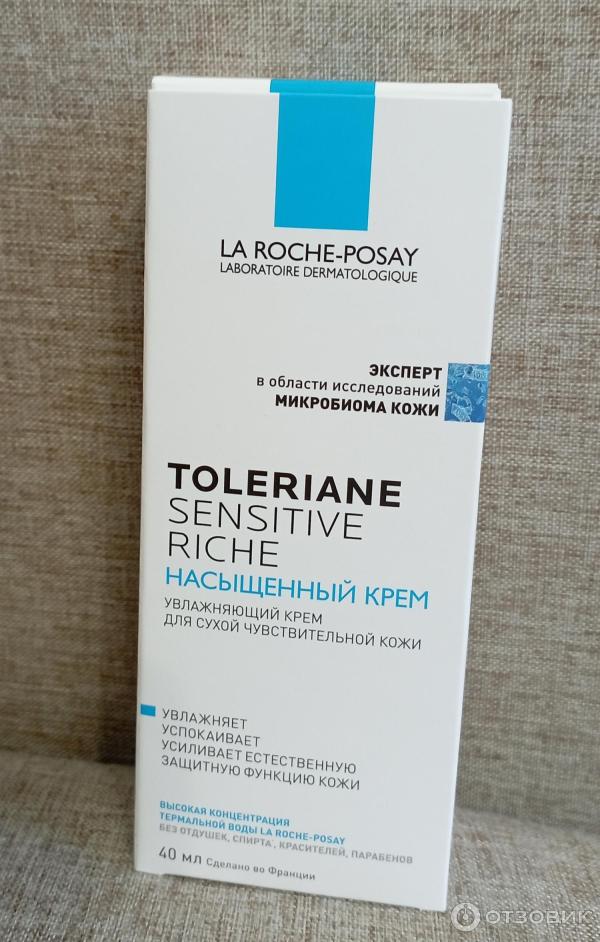 LA ROCHE-POSAY
LABORATOIRE DERMATOLOGIQUE
ЭКСПЕРТ
в области исследований
МИКРОБИОМА КОЖИ
TOLERIANE
SENSITIVE
RICHE
НАСЫЩЕННЫЙ КРЕМ
УВЛАЖНЯЮЩИЙ КРЕМ
ДЛЯ СУХОЙ ЧУВСТВИТЕЛЬНОЙ КОЖИ
УВЛАЖНЯЕТ
УСПОКАИВАЕТ
УСИЛИВАЕТ ЕСТЕСТВЕННУЮ
ЗАЩИТНУЮ ФУНКЦИЮ КОЖИ
ВЫСОКАЯ КОНЦЕНТРАЦИЯ
ТЕРМАЛЬНОЙ ВОДЫ LA ROCHE-POSAY
БЕЗ ОТДУШЕК, СПИРТА*, КРАСИТЕЛЕЙ, ПАРАБЕНОВ
40 МЛ Сделано во Франции
ОТЗОВИК